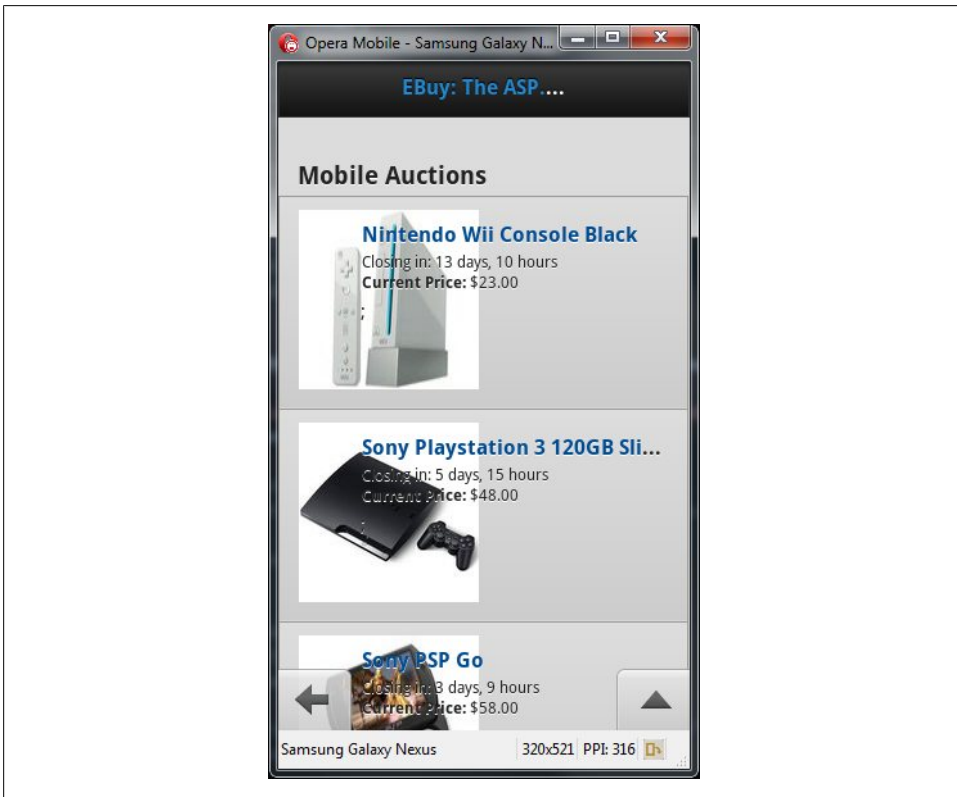 Opera Mobile - Samsung Galaxy N...
EBuy: The ASP....
Mobile Auctions
Nintendo Wii Console Black
Closing in: 13 days, 10 hours
Current Price: $23.00
;
Sony Playstation 3 120GB Sli...
Closing in: 5 days, 15 hours
Current Price: $48.00
;
Sony PSP Go
Closing in: 3 days, 9 hours
Current Price: $58.00
Samsung Galaxy Nexus 320x521 PPI: 316